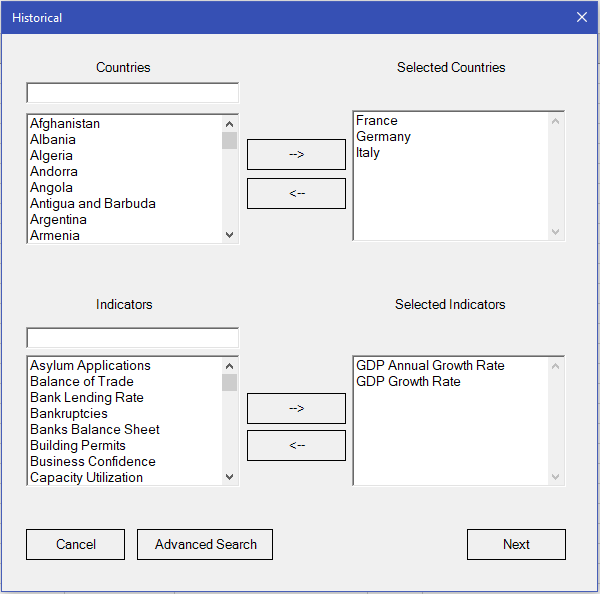 Historical
Countries
Selected Countries
Afghanistan
Albania
Algeria
Andorra
Angola
Antigua and Barbuda
Argentina
Armenia
-->
<--
France
Germany
Italy
Indicators
Selected Indicators
Asylum Applications
Balance of Trade
Bank Lending Rate
Bankruptcies
Banks Balance Sheet
Building Permits
Business Confidence
Capacity Utilization
-->
<--
GDP Annual Growth Rate
GDP Growth Rate
Cancel
Advanced Search
Next